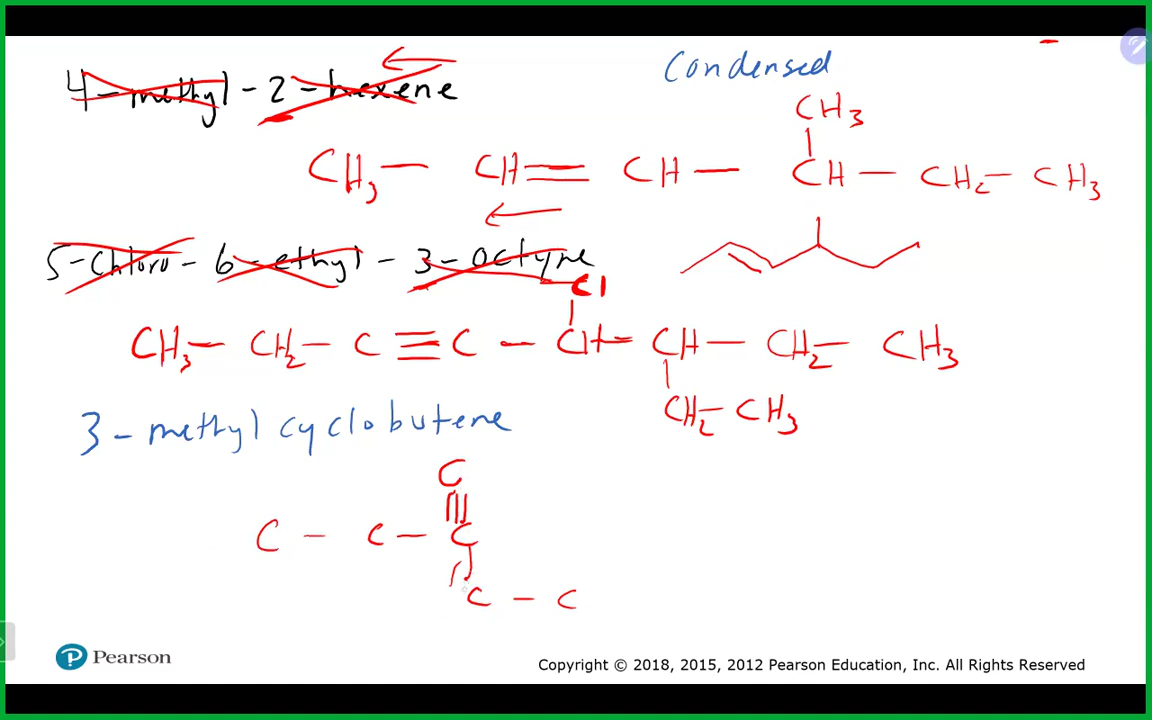 Condensed
4-methyl-2-hexene
CH3
CH3— CH=CH—CH—CH2—CH3
5-Chloro-6-ethyl-3-Octyne
Cl
CH3—CH2—C≡C—CH—CH—CH2—CH3
CH2—CH3
3-methylcyclobutene
C
C—C—C
C—C
Pearson
Copyright © 2018, 2015, 2012 Pearson Education, Inc. All Rights Reserved